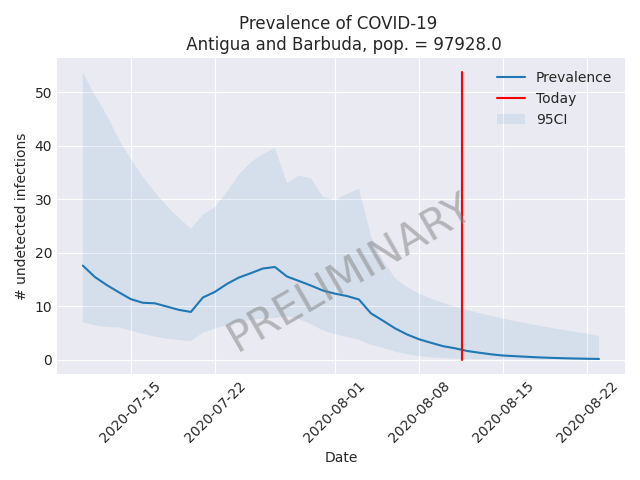 Prevalence of COVID-19
Antigua and Barbuda, pop. = 97928.0
Prevalence
Today
95CI
# undetected infections
50
40
30
20
10
0
PRELIMINARY
2020-07-15
2020-07-22
2020-08-01
2020-08-08
2020-08-15
2020-08-22
Date